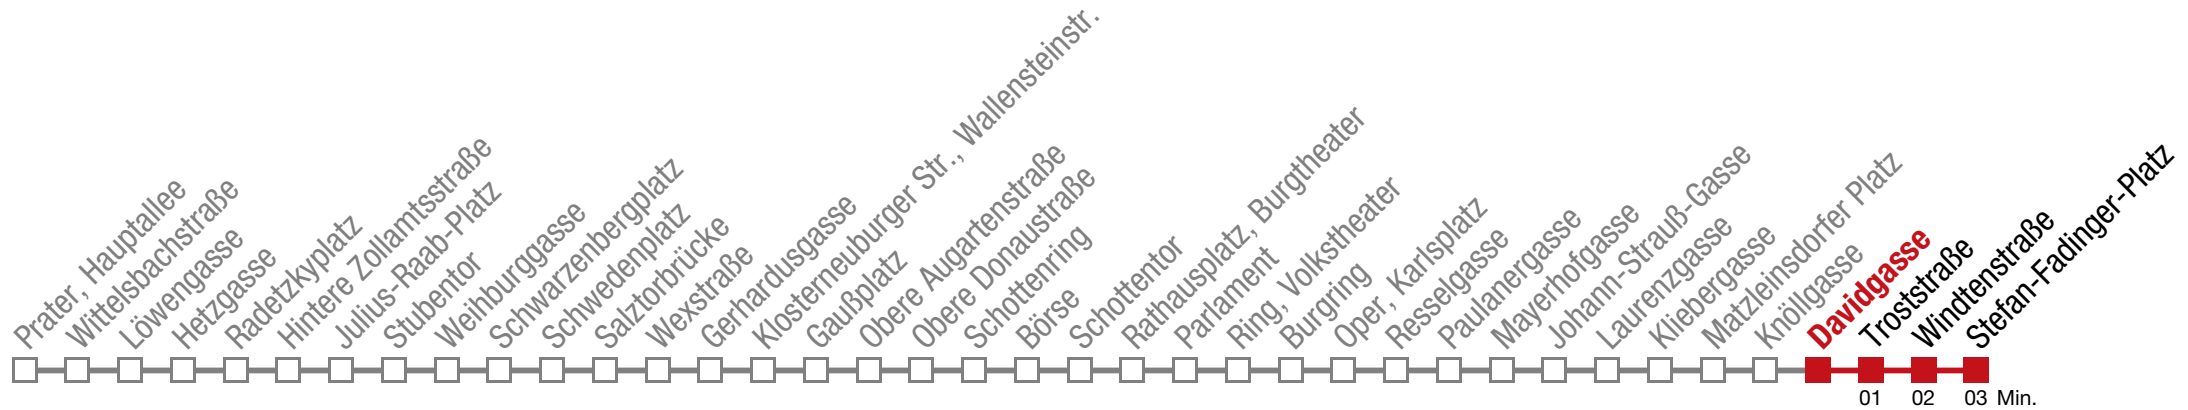 Prater, Hauptallee
Wittelsbachstraße
Löwengasse
Hetzgasse
Radetzkyplatz
Hintere Zollamtsstraße
Julius-Raab-Platz
Stubentor
Weihburggasse
Schwarzenbergplatz
Schwedenplatz
Salztorbrücke
Wexstraße
Gerhardusgasse
Klosterneuburger Str., Wallensteinstr.
Gaußplatz
Obere Augartenstraße
Obere Donaustraße
Schottenring
Börse
Schottentor
Rathausplatz, Burgtheater
Parlament
Ring, Volkstheater
Burgring
Oper, Karlsplatz
Resselgasse
Paulanergasse
Mayerhofgasse
Johann-Strauß-Gasse
Laurenzgasse
Kliebergasse
Matzleinsdorfer Platz
Knöllgasse
Davidgasse
Troststraße
Windtenstraße
Stefan-Fadinger-Platz
01 02 03 Min.